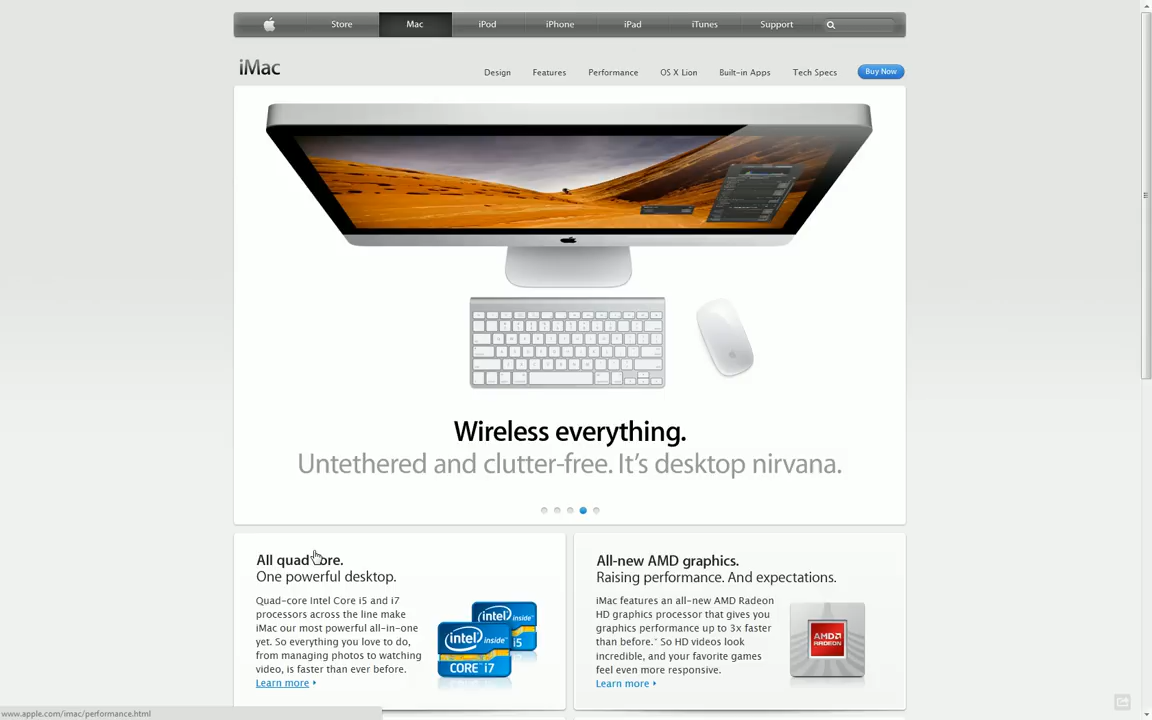 Store Mac iPod iPhone iPad iTunes Support
iMac
Design Features Performance OS X Lion Built-in Apps Tech Specs Buy Now
Wireless everything.
Untethered and clutter-free. It's desktop nirvana.
All quad core.
One powerful desktop.
Quad-core Intel Core i5 and i7
processors across the line make
iMac our most powerful all-in-one
yet. So everything you love to do,
from managing photos to watching
video, is faster than ever before.
Learn more
intel inside
i5
intel inside
CORE i7
All-new AMD graphics.
Raising performance. And expectations.
iMac features an all-new AMD Radeon
HD graphics processor that gives you
graphics performance up to 3x faster
than before.* So HD videos look
incredible, and your favorite games
feel even more responsive.
Learn more
AMD
RADEON
www.apple.com/imac/performance.html